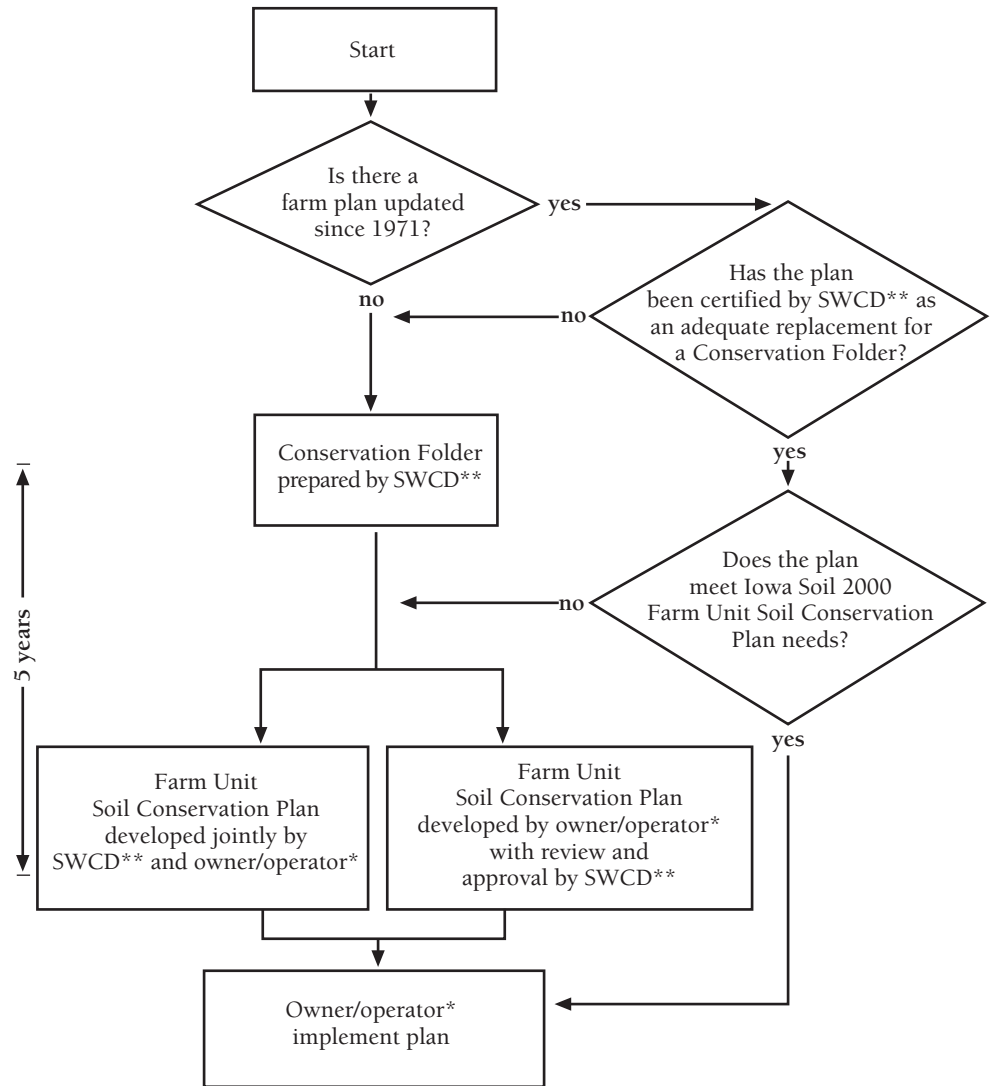 Start
Is there a
farm plan updated
since 1971?
yes
no
Has the plan
been certified by SWCD** as
an adequate replacement for
a Conservation Folder?
no
yes
Conservation Folder
prepared by SWCD**
Does the plan
meet Iowa Soil 2000
Farm Unit Soil Conservation
Plan needs?
no
yes
5 years
Farm Unit
Soil Conservation Plan
developed jointly by
SWCD** and owner/operator*
Farm Unit
Soil Conservation Plan
developed by owner/operator*
with review and
approval by SWCD**
Owner/operator*
implement plan